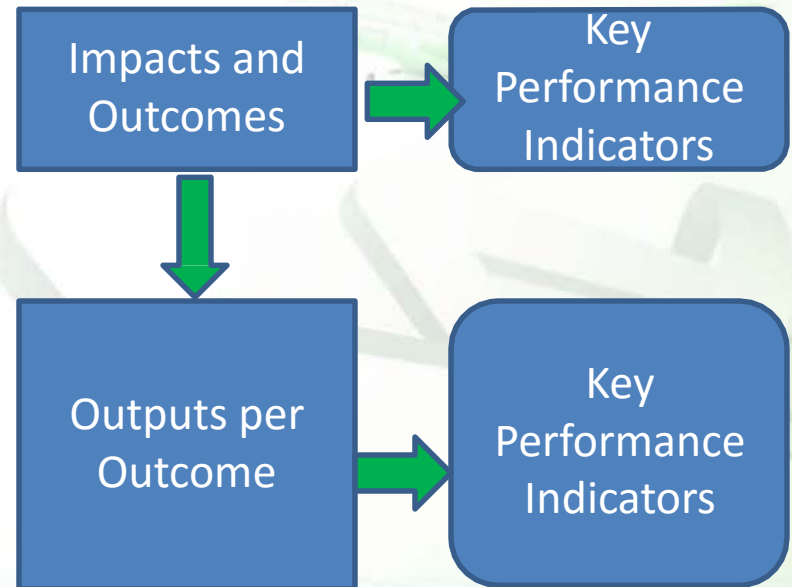 Impacts and
Outcomes
Key
Performance
Indicators
Outputs per
Outcome
Key
Performance
Indicators